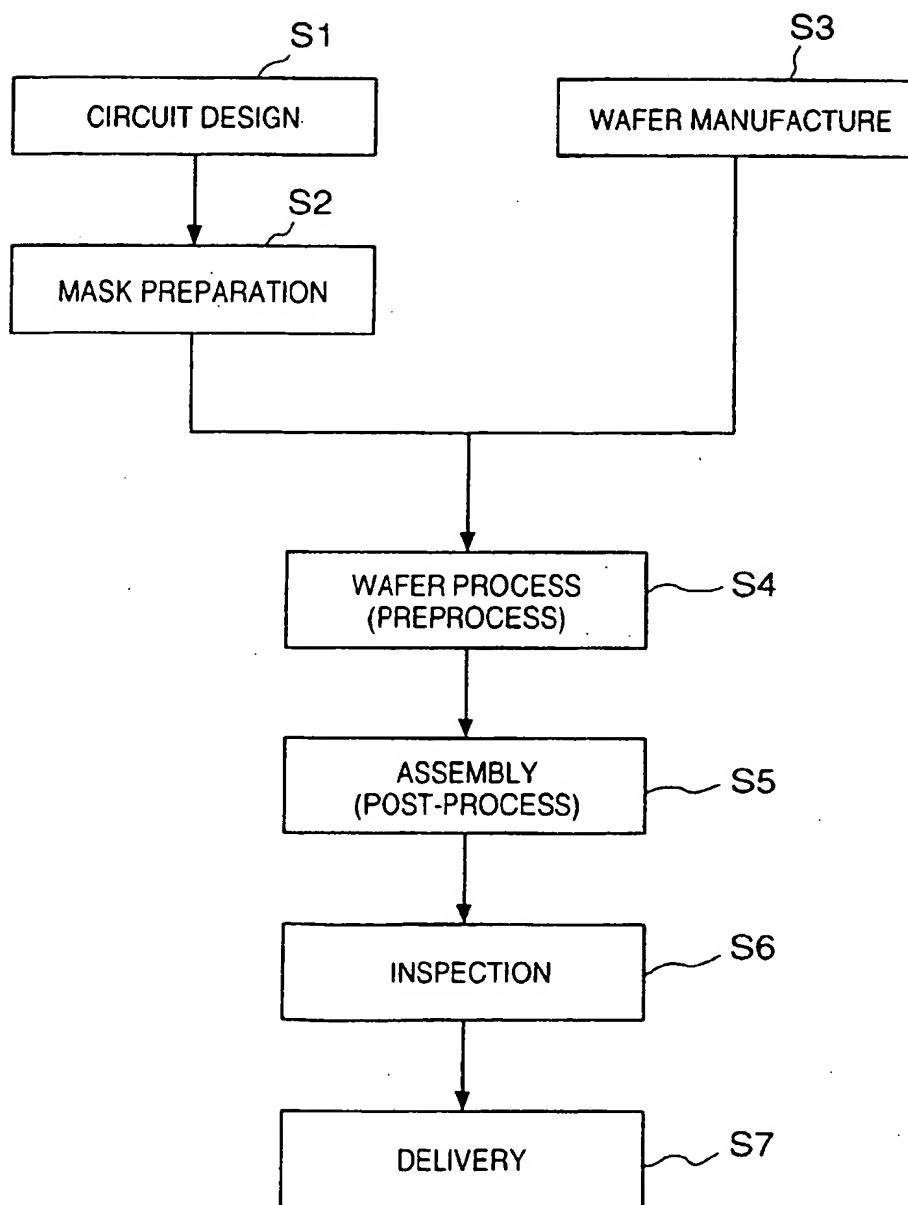 S1
CIRCUIT DESIGN
S3
WAFER MANUFACTURE
S2
MASK PREPARATION
WAFER PROCESS
(PREPROCESS)
S4
ASSEMBLY
(POST-PROCESS)
S5
INSPECTION
S6
DELIVERY
S7